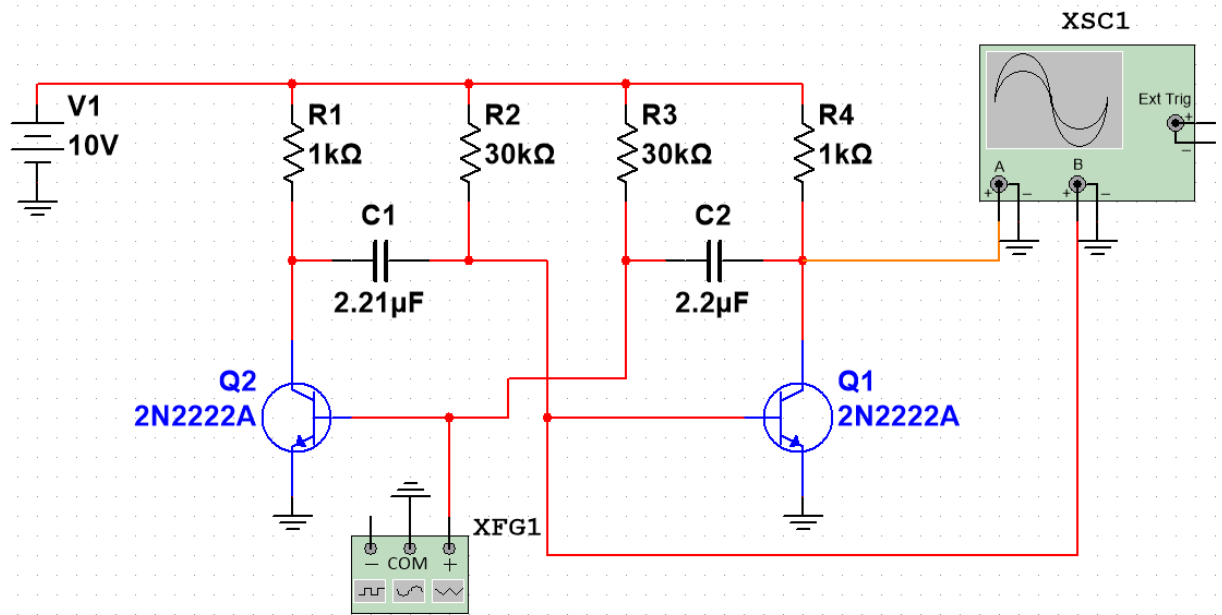 XSC1
V1
10V
R1
1kΩ
R2
30kΩ
R3
30kΩ
R4
1kΩ
Ext Trig
+
−
A
B
+
−
+
−
C1
2.21µF
C2
2.2µF
Q2
2N2222A
Q1
2N2222A
XFG1
− COM +